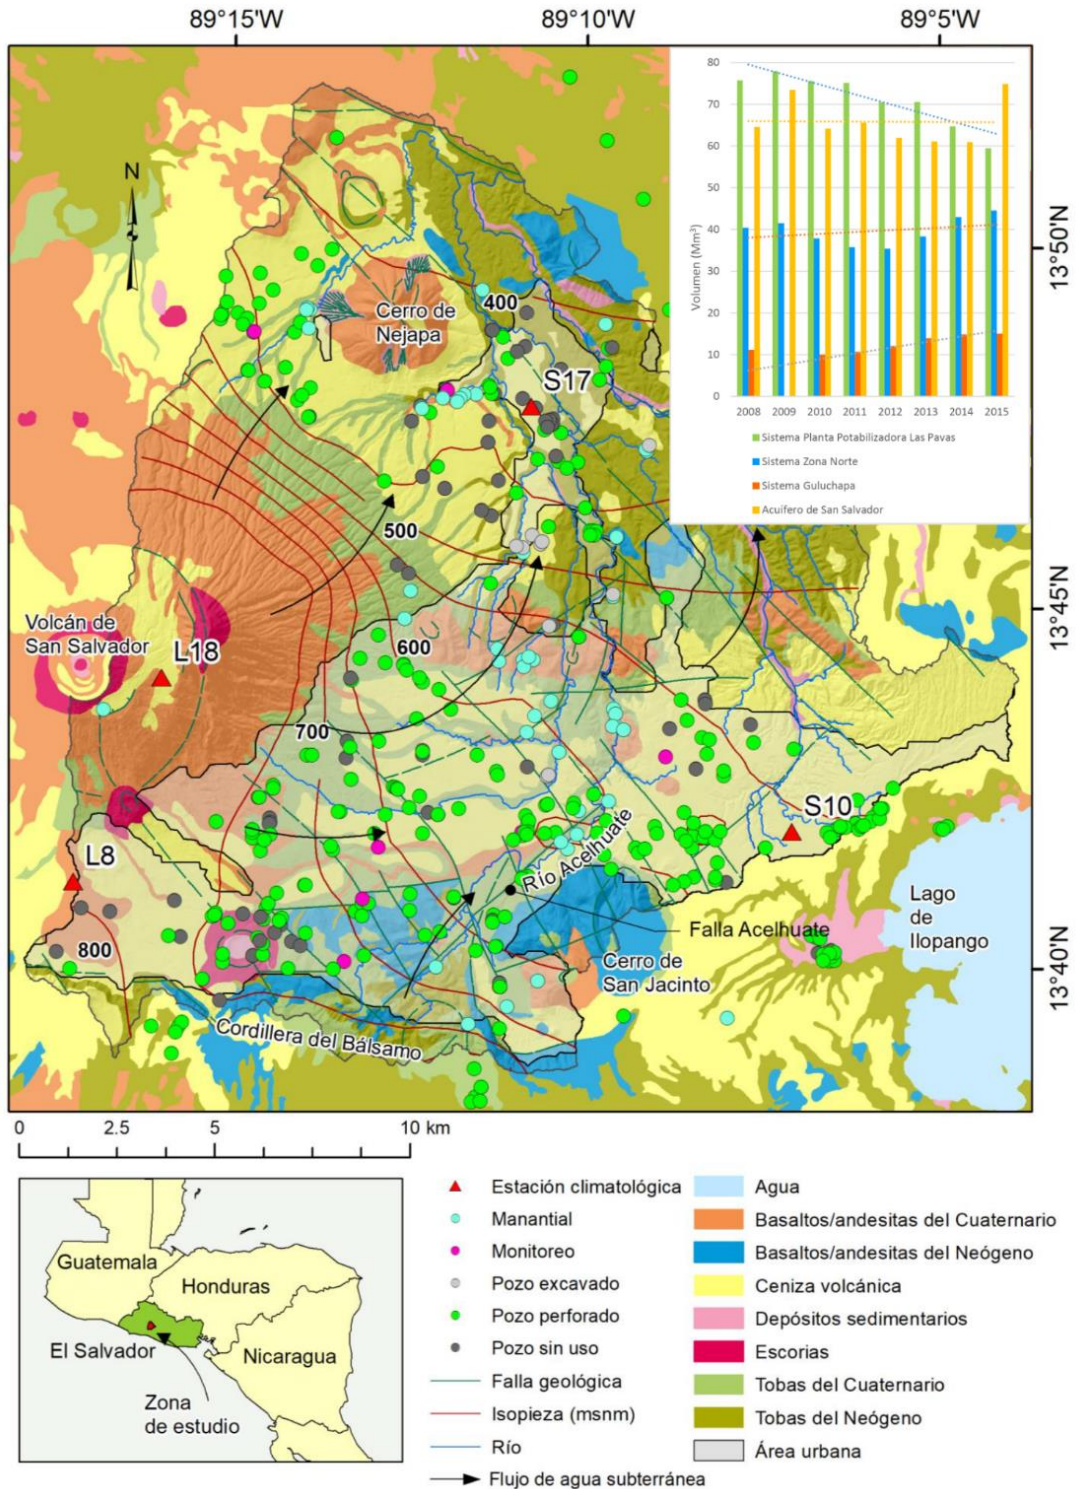 89°15'W 89°10'W 89°5'W
N
80
70
60
50
40
30
20
10
0
Volumen (Mm³)
2008 2009 2010 2011 2012 2013 2014 2015
Sistema Planta Potabilizadora Las Pavas
Sistema Zona Norte
Sistema Guluchapa
Acuífero de San Salvador
13°50'N
13°45'N
13°40'N
400
Cerro de
Nejapa
S17
500
Volcán de
San Salvador
L18
600
700
S10
L8
Río Acelhuate
Lago
de
Ilopango
Falla Acelhuate
800
Cerro de
San Jacinto
Cordillera del Bálsamo
0 2.5 5 10 km
Guatemala
Honduras
El Salvador
Nicaragua
Zona
de estudio
Estación climatológica
Manantial
Monitoreo
Pozo excavado
Pozo perforado
Pozo sin uso
Falla geológica
Isopieza (msnm)
Río
Flujo de agua subterránea
Agua
Basaltos/andesitas del Cuaternario
Basaltos/andesitas del Neógeno
Ceniza volcánica
Depósitos sedimentarios
Escorias
Tobas del Cuaternario
Tobas del Neógeno
Área urbana